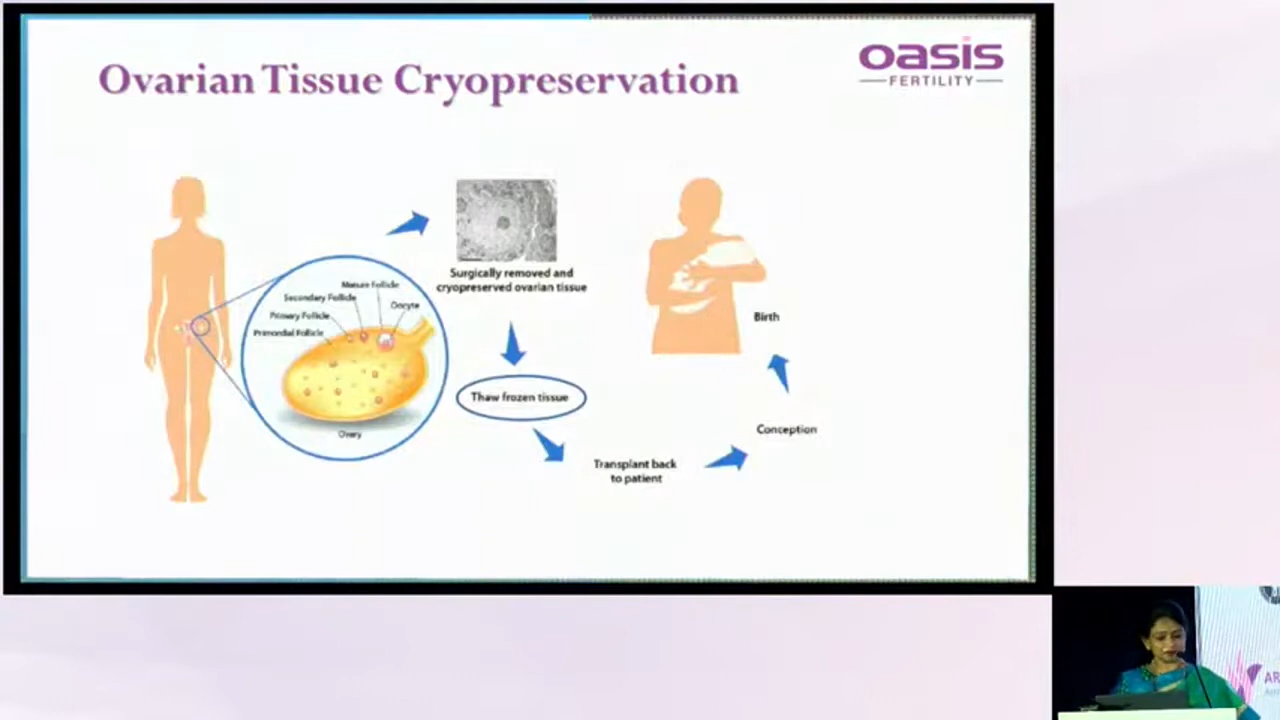 Ovarian Tissue Cryopreservation
oasis
FERTILITY
Mature Follicle
Secondary Follicle
Oocyte
Primary Follicle
Primordial Follicle
Ovary
Surgically removed and
cryopreserved ovarian tissue
Thaw frozen tissue
Transplant back
to patient
Conception
Birth
AR